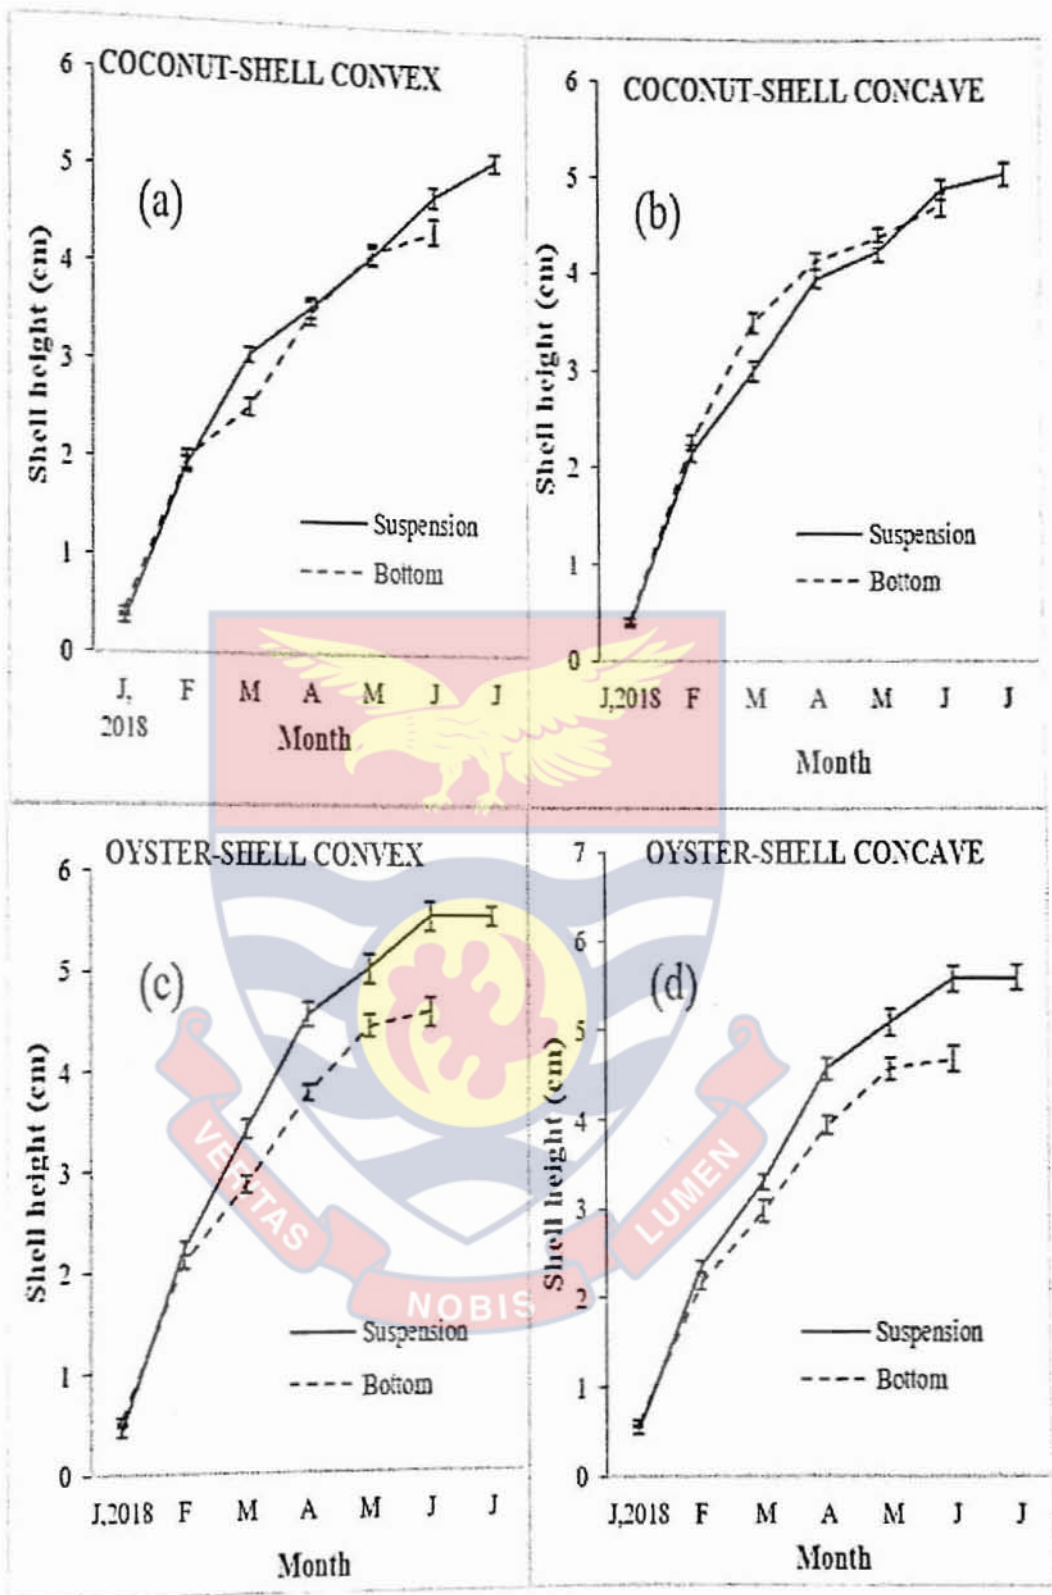 COCONUT-SHELL CONVEX
(a)
Shell height (cm)
6
5
4
3
2
1
0
Suspension
Bottom
J, F M A M J J
2018
Month
COCONUT-SHELL CONCAVE
(b)
Shell height (cm)
6
5
4
3
2
1
0
Suspension
Bottom
J,2018 F M A M J J
Month
OYSTER-SHELL CONVEX
(c)
Shell height (cm)
6
5
4
3
2
1
0
Suspension
Bottom
J,2018 F M A M J J
Month
OYSTER-SHELL CONCAVE
(d)
Shell height (cm)
7
6
5
4
3
2
1
0
Suspension
Bottom
J,2018 F M A M J J
Month
VERITAS
NOBIS
LUMEN